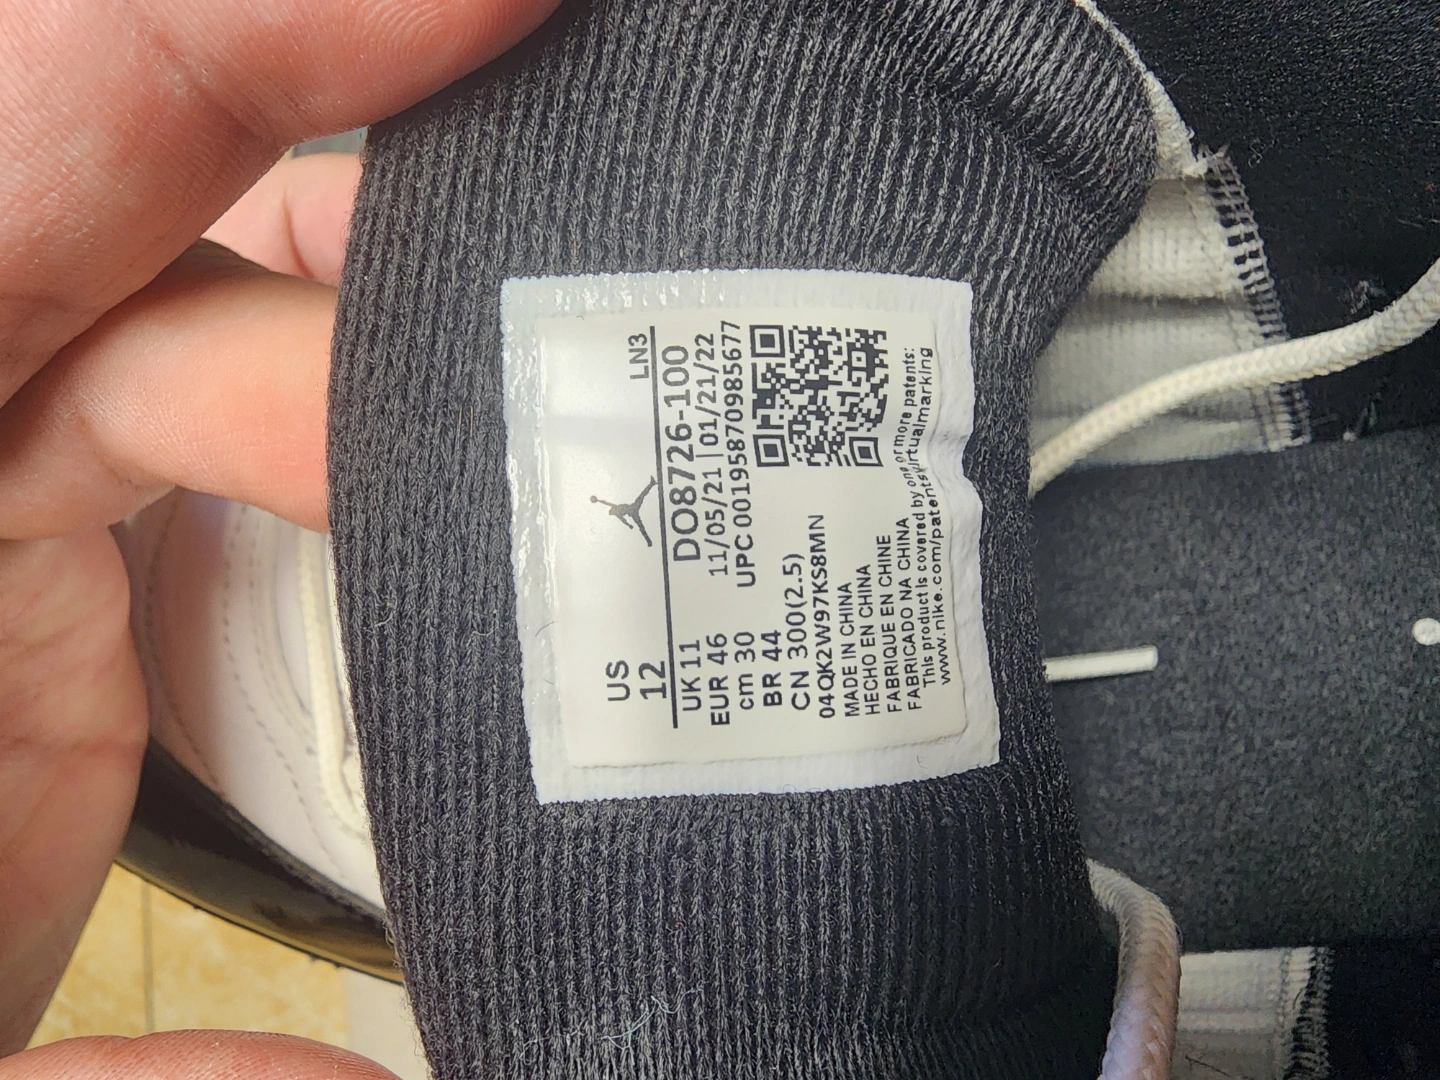 US
12
LN3
UK 11
DO8726-100
EUR 46
11/05/21 | 01/21/22
cm 30
UPC 00195870985677
BR 44
CN 300(2.5)
04QK2W97KS8MN
MADE IN CHINA
HECHO EN CHINA
FABRIQUE EN CHINE
FABRICADO NA CHINA
This product is covered by one or more patents:
www.nike.com/patentsvirtualmarking